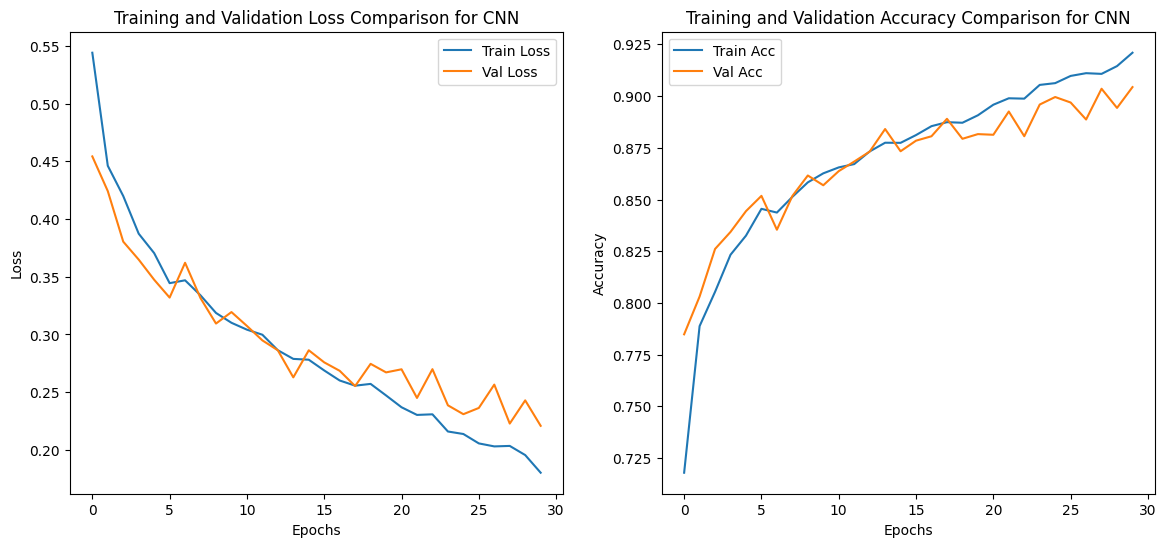 Training and Validation Loss Comparison for CNN
Train Loss
Val Loss
0.55
0.50
0.45
0.40
0.35
0.30
0.25
0.20
Loss
0 5 10 15 20 25 30
Epochs
Training and Validation Accuracy Comparison for CNN
Train Acc
Val Acc
0.925
0.900
0.875
0.850
0.825
0.800
0.775
0.750
0.725
Accuracy
0 5 10 15 20 25 30
Epochs